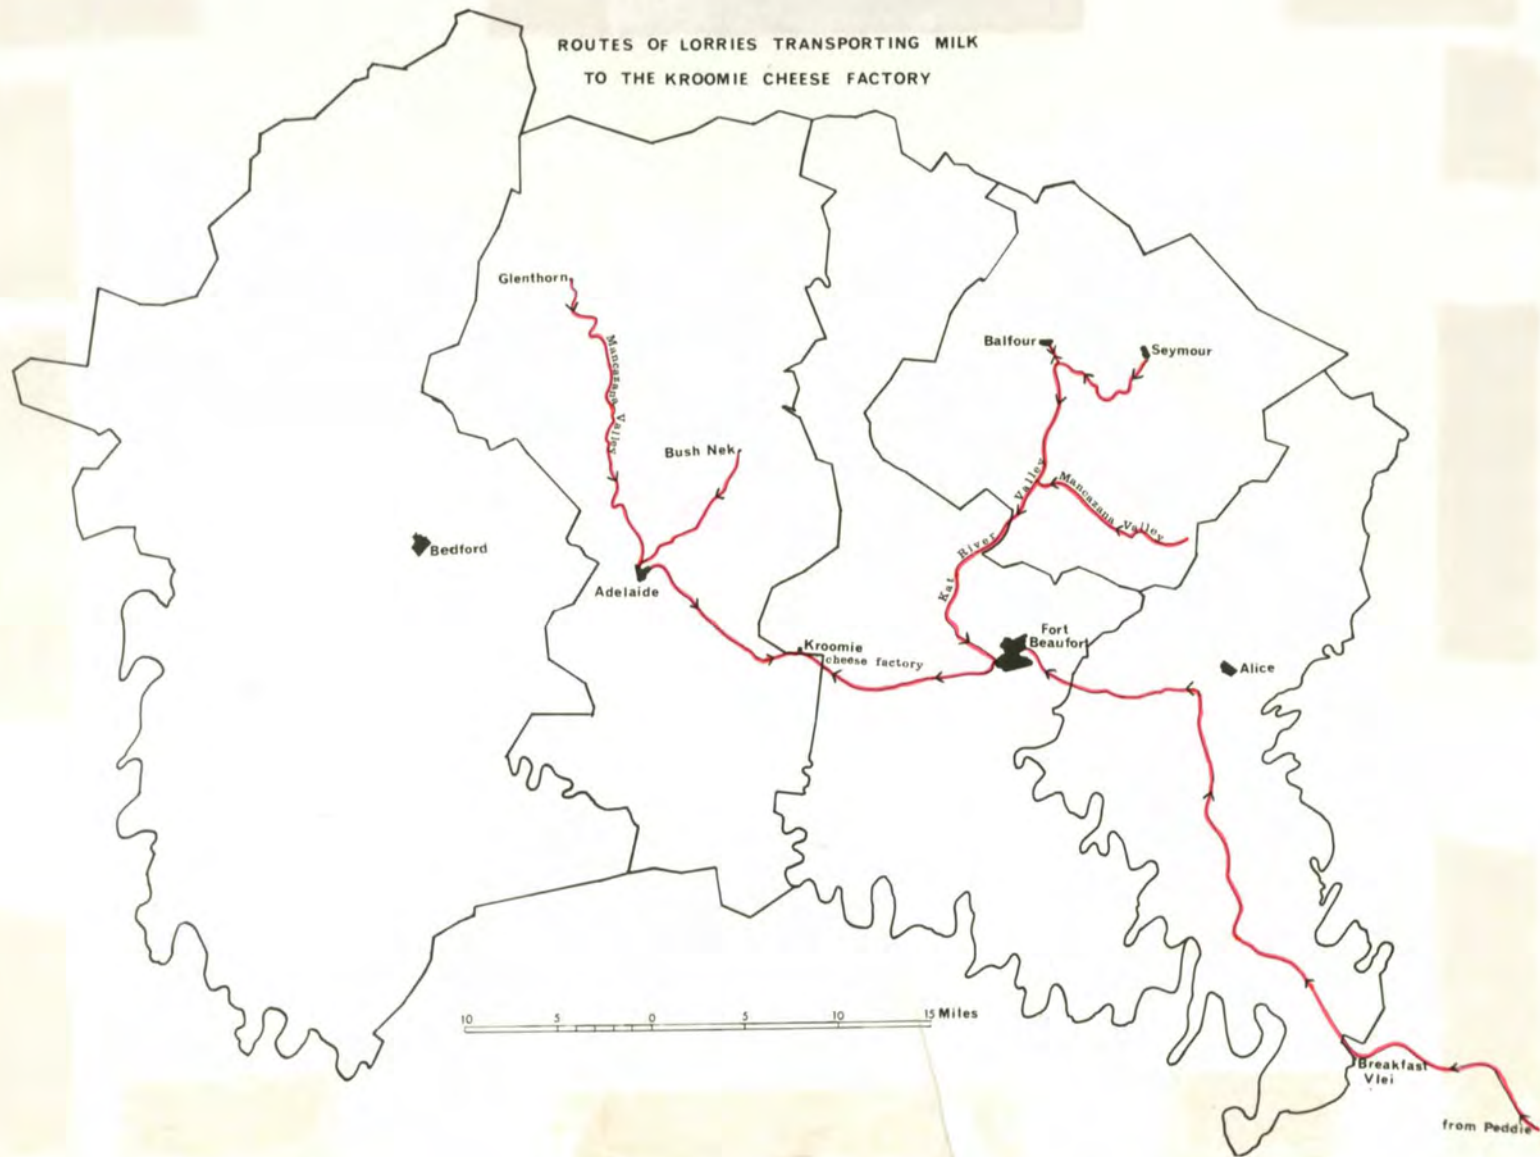 ROUTES OF LORRIES TRANSPORTING MILK
TO THE KROOMIE CHEESE FACTORY
Glenthorn
Mancazana Valley
Bush Nek
Balfour
Seymour
Mancazana Valley
Kat River Valley
Bedford
Adelaide
Kroomie
cheese factory
Fort
Beaufort
Alice
10 5 0 5 10 15 Miles
Breakfast
Vlei
from Peddie